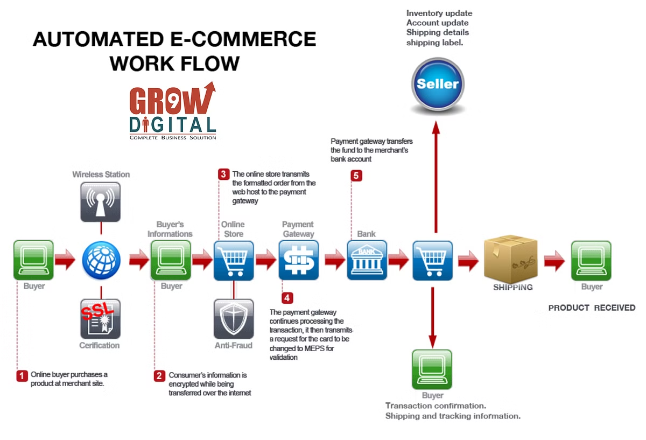 Inventory update
Account update
Shipping details
shipping label.
AUTOMATED E-COMMERCE
WORK FLOW
Seller
GR9W
DIGITAL
COMPLETE BUSINESS SOLUTION
Payment gateway transfers
the fund to the merchant's
bank account
5
3
The online store transmits
the formatted order from the
web host to the payment
gateway
Wireless Station
Buyer's
Informations
Online
Store
Payment
Gateway
Bank
BANK
Buyer
Buyer
SHIPPING
Buyer
PRODUCT RECEIVED
SSL
Cerification
Anti-Fraud
4
The payment gateway
continues processing the
transaction, it then transmits
a request for the card to be
changed to MEPS for
validation
1
Online buyer purchases a
product at merchant site.
2
Consumer's information is
encrypted while being
transferred over the internet
Buyer
Transaction confirmation.
Shipping and tracking information.